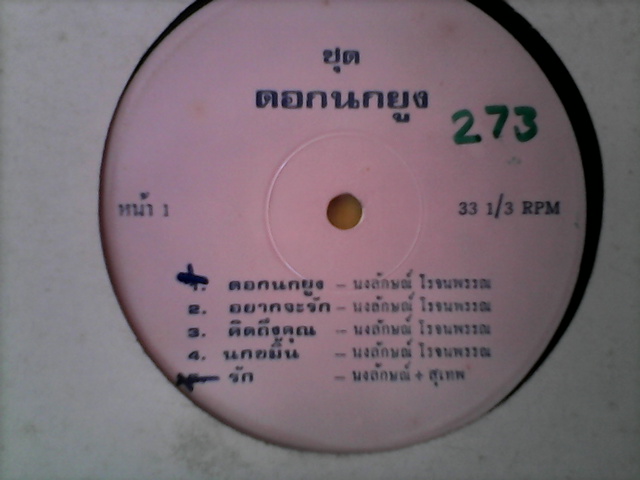 ชุด
ดอกนกยูง
273
หน้า 1
33 1/3 RPM
1. ดอกนกยูง - นงลักษณ์ โรจนพรรณ
2. อยากจะรัก - นงลักษณ์ โรจนพรรณ
3. คิดถึงคุณ - นงลักษณ์ โรจนพรรณ
4. นกขมิ้น - นงลักษณ์ โรจนพรรณ
รัก - นงลักษณ์ + สุเทพ